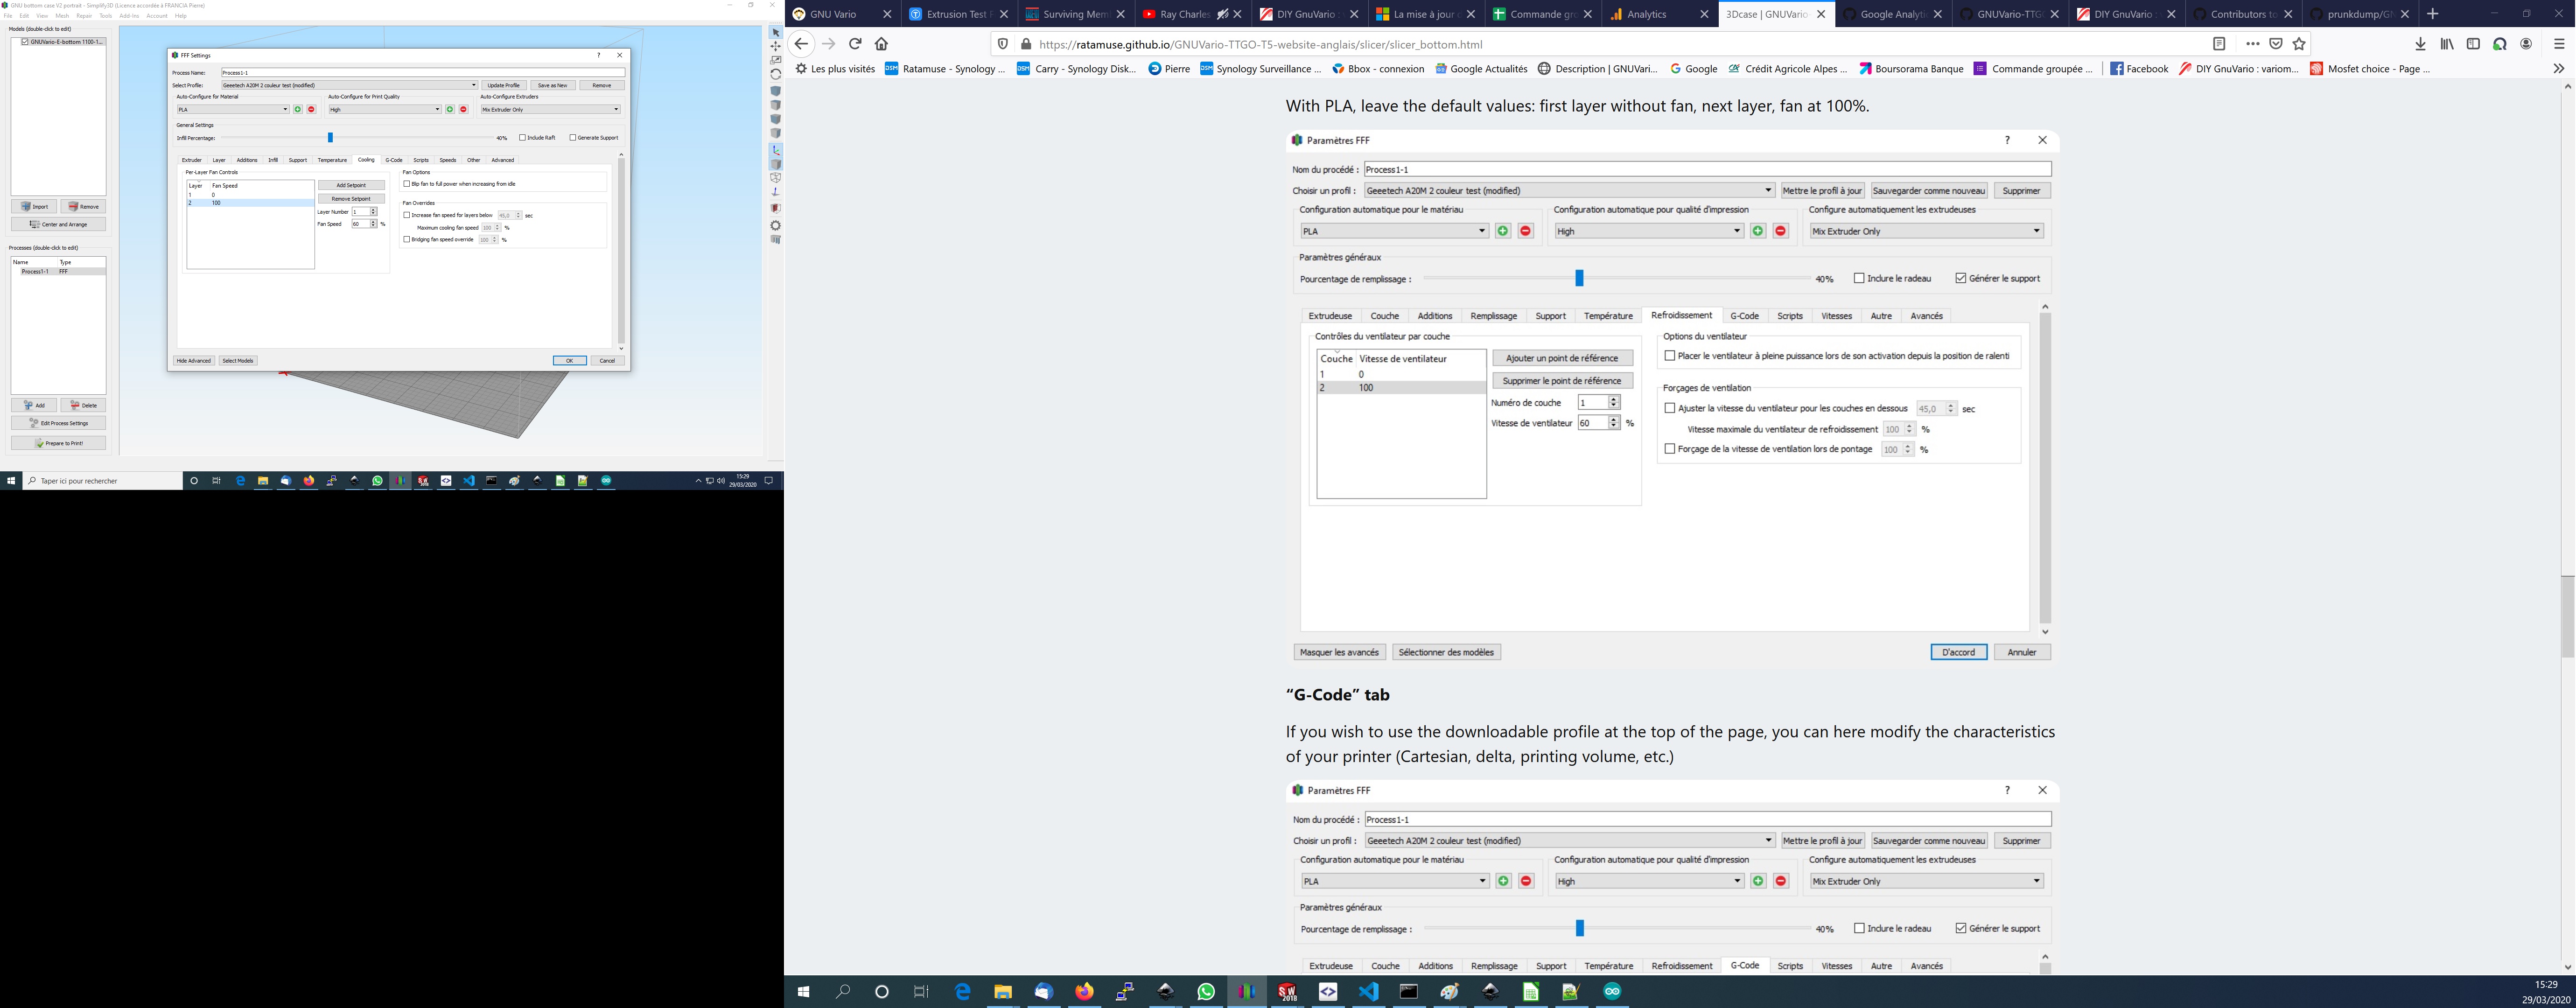 GNU bottom case V2 portrait - Simplify3D (Licence accordée à FRANCIA Pierre)
File Edit View Mesh Repair Tools Add-Ins Account Help
Models (double-click to edit)
GNUVario-E-bottom 1100-1...
Import Remove
Center and Arrange
Processes (double-click to edit)
Name Type
Process1-1 FFF
Add Delete
Edit Process Settings
Prepare to Print!
FFF Settings ?
Process Name: Process1-1
Select Profile: Geeetech A20M 2 couleur test (modified) Update Profile Save as New Remove
Auto-Configure for Material Auto-Configure for Print Quality Auto-Configure Extruders
PLA High Mix Extruder Only
General Settings
Infill Percentage: 40% Include Raft Generate Support
Extruder Layer Additions Infill Support Temperature Cooling G-Code Scripts Speeds Other Advanced
Per-Layer Fan Controls Fan Options
Layer Fan Speed
1 0
2 100
Add Setpoint
Remove Setpoint
Layer Number 1
Fan Speed 60 %
Blip fan to full power when increasing from idle
Fan Overrides
Increase fan speed for layers below 45,0 sec
Maximum cooling fan speed 100 %
Bridging fan speed override 100 %
Hide Advanced Select Models OK Cancel
Taper ici pour rechercher
15:29
29/03/2020
GNU Vario Extrusion Test F Surviving Mem Ray Charles DIY GnuVario : La mise à jour Commande gr Analytics 3Dcase | GNUVario Google Analytic GNUVario-TTG DIY GnuVario : v Contributors to prunkdump/GN
https://ratamuse.github.io/GNUVario-TTGO-T5-website-anglais/slicer/slicer_bottom.html
Les plus visités Ratamuse - Synology ... Carry - Synology Disk... Pierre Synology Surveillance ... Bbox - connexion Google Actualités Description | GNUVari... Google Crédit Agricole Alpes ... Boursorama Banque Commande groupée ... Facebook DIY GnuVario : variom... Mosfet choice - Page ...
With PLA, leave the default values: first layer without fan, next layer, fan at 100%.
Paramètres FFF ?
Nom du procédé : Process1-1
Choisir un profil : Geeetech A20M 2 couleur test (modified) Mettre le profil à jour Sauvegarder comme nouveau Supprimer
Configuration automatique pour le matériau Configuration automatique pour qualité d'impression Configure automatiquement les extrudeuses
PLA High Mix Extruder Only
Paramètres généraux
Pourcentage de remplissage : 40% Inclure le radeau Générer le support
Extrudeuse Couche Additions Remplissage Support Température Refroidissement G-Code Scripts Vitesses Autre Avancés
Contrôles du ventilateur par couche Options du ventilateur
Couche Vitesse de ventilateur
1 0
2 100
Ajouter un point de référence
Supprimer le point de référence
Numéro de couche 1
Vitesse de ventilateur 60 %
Placer le ventilateur à pleine puissance lors de son activation depuis la position de ralenti
Forçages de ventilation
Ajuster la vitesse du ventilateur pour les couches en dessous 45,0 sec
Vitesse maximale du ventilateur de refroidissement 100 %
Forçage de la vitesse de ventilation lors de pontage 100 %
Masquer les avancés Sélectionner des modèles D'accord Annuler
“G-Code” tab
If you wish to use the downloadable profile at the top of the page, you can here modify the characteristics
of your printer (Cartesian, delta, printing volume, etc.)
Paramètres FFF ?
Nom du procédé : Process1-1
Choisir un profil : Geeetech A20M 2 couleur test (modified) Mettre le profil à jour Sauvegarder comme nouveau Supprimer
Configuration automatique pour le matériau Configuration automatique pour qualité d'impression Configure automatiquement les extrudeuses
PLA High Mix Extruder Only
Paramètres généraux
Pourcentage de remplissage : 40% Inclure le radeau Générer le support
Extrudeuse Couche Additions Remplissage Support Température Refroidissement G-Code Scripts Vitesses Autre Avancés
15:29
29/03/2020